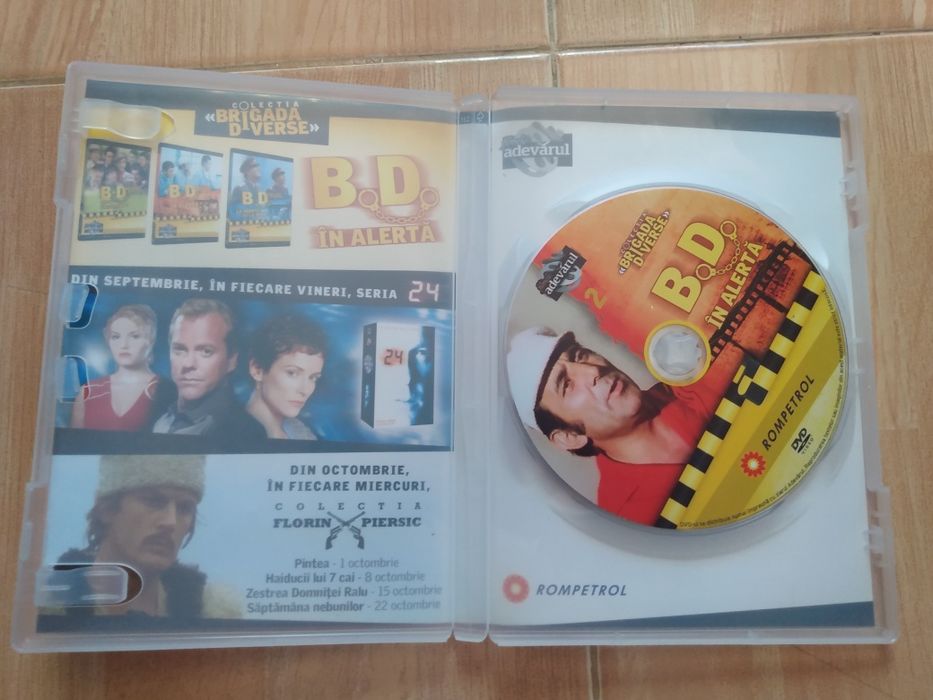 COLECTIA
«BRIGADA
DIVERSE»
B.D.
B.D.
B.D.
B.D.
ÎN ALERTĂ
DIN SEPTEMBRIE, ÎN FIECARE VINERI, SERIA 24
24
DIN OCTOMBRIE,
ÎN FIECARE MIERCURI,
COLECTIA
FLORIN PIERSIC
Pintea - 1 octombrie
Haiducii lui 7 cai - 8 octombrie
Zestrea Domniței Ralu - 15 octombrie
Săptămâna nebunilor - 22 octombrie
adevărul
adevărul
2
COLECTIA
«BRIGADA
DIVERSE»
B.D.
ÎN ALERTĂ
ROMPETROL
DVD
VIDEO
ROMPETROL